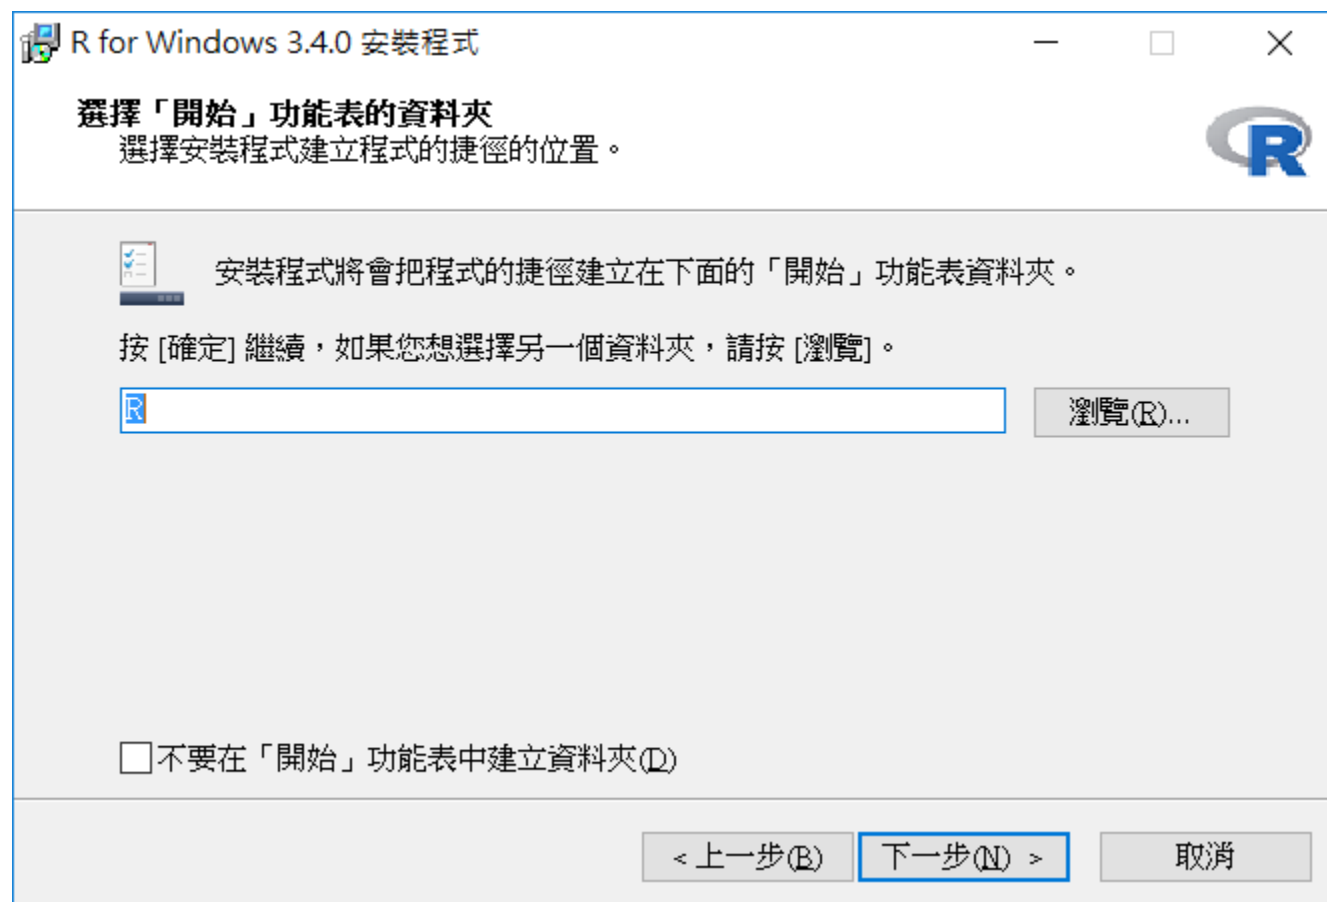 R for Windows 3.4.0 安裝程式
選擇「開始」功能表的資料夾
選擇安裝程式建立程式的捷徑的位置。
R
安裝程式將會把程式的捷徑建立在下面的「開始」功能表資料夾。
按 [確定] 繼續，如果您想選擇另一個資料夾，請按 [瀏覽]。
R
瀏覽(R)...
不要在「開始」功能表中建立資料夾(D)
< 上一步(B) 下一步(N) > 取消